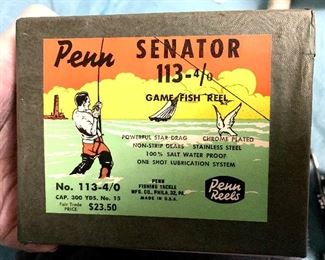 Penn SENATOR
113-4/0
GAME FISH REEL
POWERFUL STAR DRAG CHROME PLATED
NON-STRIP GEARS STAINLESS STEEL
100% SALT WATER PROOF
ONE SHOT LUBRICATION SYSTEM
No. 113-4/0
CAP. 300 YDS. No. 15
Fair Trade PRICE: $23.50
PENN
FISHING TACKLE
MFG. CO., PHILA. 32, PA.
MADE IN U.S.A.
Penn
Reels